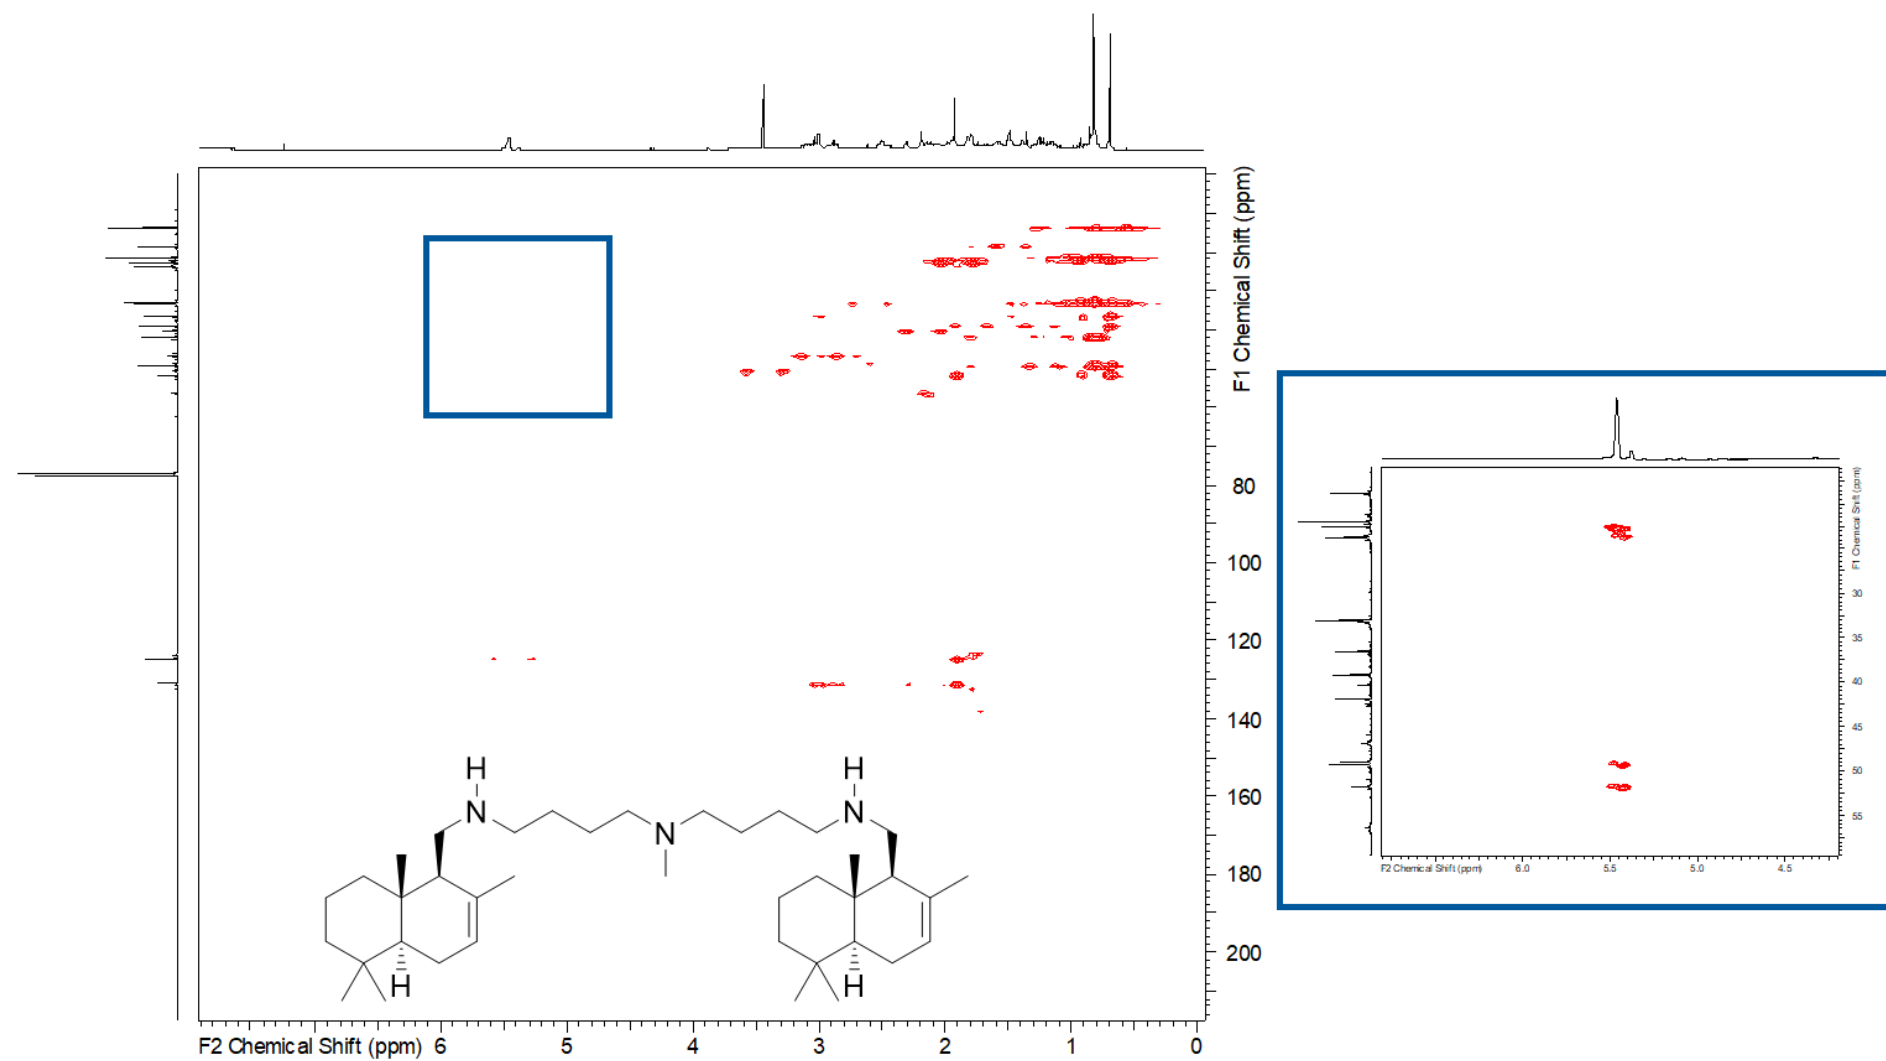 F1 Chemical Shift (ppm)
80
100
120
140
160
180
200
F2 Chemical Shift (ppm) 6 5 4 3 2 1 0
H
N
N
H
N
H
H
F1 Chemical Shift (ppm)
30
35
40
45
50
55
F2 Chemical Shift (ppm) 6.0 5.5 5.0 4.5